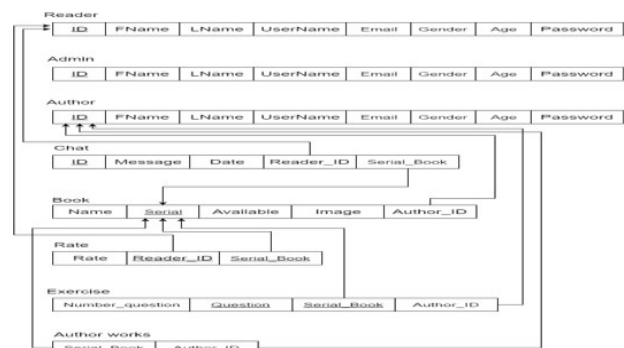 Reader
ID FName LName UserName Email Gender Age Password
Admin
ID FName LName UserName Email Gender Age Password
Author
ID FName LName UserName Email Gender Age Password
Chat
ID Message Date Reader_ID Serial_Book
Book
Name Serial Available Image Author_ID
Rate
Rate Reader_ID Serial_Book
Exercise
Number_question Question Serial_Book Author_ID
Author works
Serial_Book Author_ID